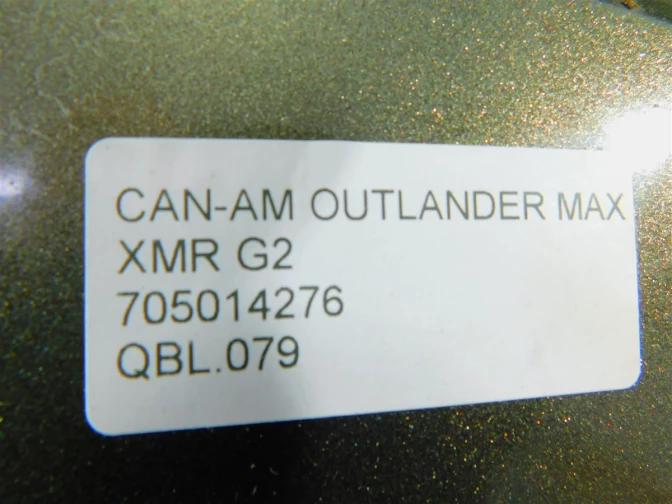 CAN-AM OUTLANDER MAX
XMR G2
705014276
QBL.079